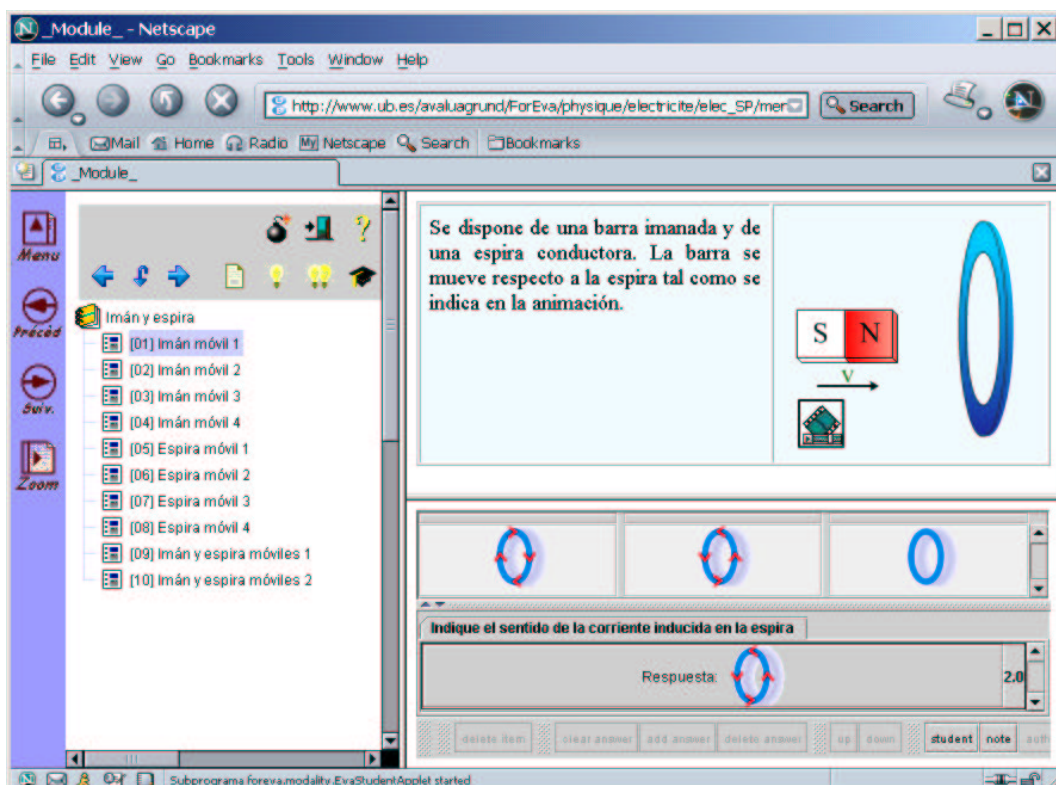 _Module_ - Netscape
File Edit View Go Bookmarks Tools Window Help
http://www.ub.es/avaluagrund/ForEva/physique/electricite/elec_SP/mer
Search
Mail Home Radio My Netscape Search Bookmarks
_Module_
Menu
Précéd
Suiv.
Zoom
Imán y espira
[01] Imán móvil 1
[02] Imán móvil 2
[03] Imán móvil 3
[04] Imán móvil 4
[05] Espira móvil 1
[06] Espira móvil 2
[07] Espira móvil 3
[08] Espira móvil 4
[09] Imán y espira móviles 1
[10] Imán y espira móviles 2
Se dispone de una barra imanada y de
una espira conductora. La barra se
mueve respecto a la espira tal como se
indica en la animación.
S N
v
Indique el sentido de la corriente inducida en la espira
Respuesta: 2.0
delete item clear answer add answer delete answer up down student note auth
Subprograma foreva.modality.EvaStudentApplet started